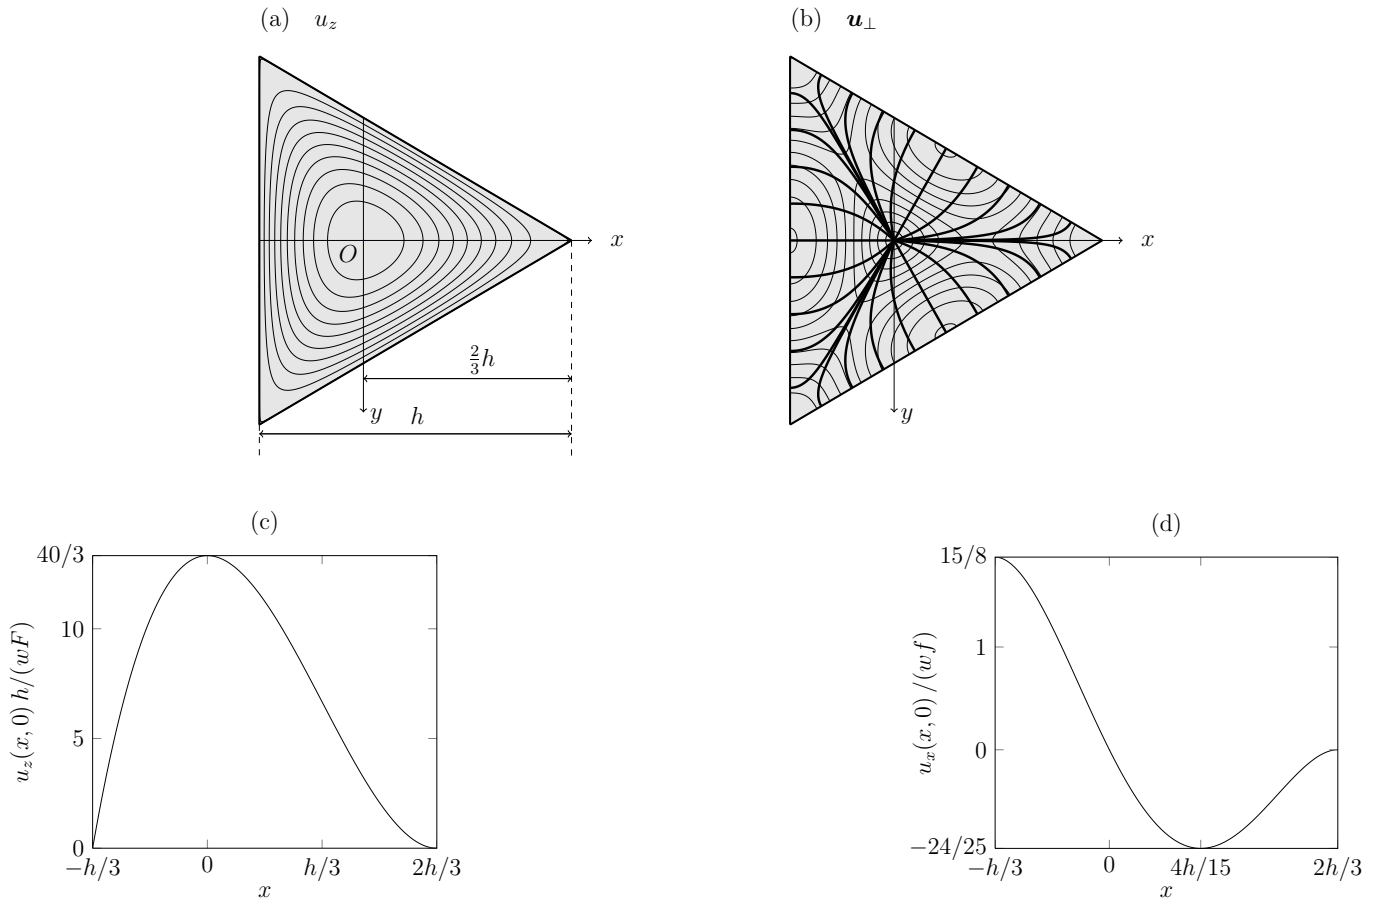 (a) u_z
(b) 𝒖_⊥
x
x
O
2/3 h
y
h
y
(c)
(d)
40/3
10
5
0
u_z(x, 0) h/(wF)
−h/3 0 h/3 2h/3
x
15/8
1
0
−24/25
u_x(x, 0) /(wf)
−h/3 0 4h/15 2h/3
x